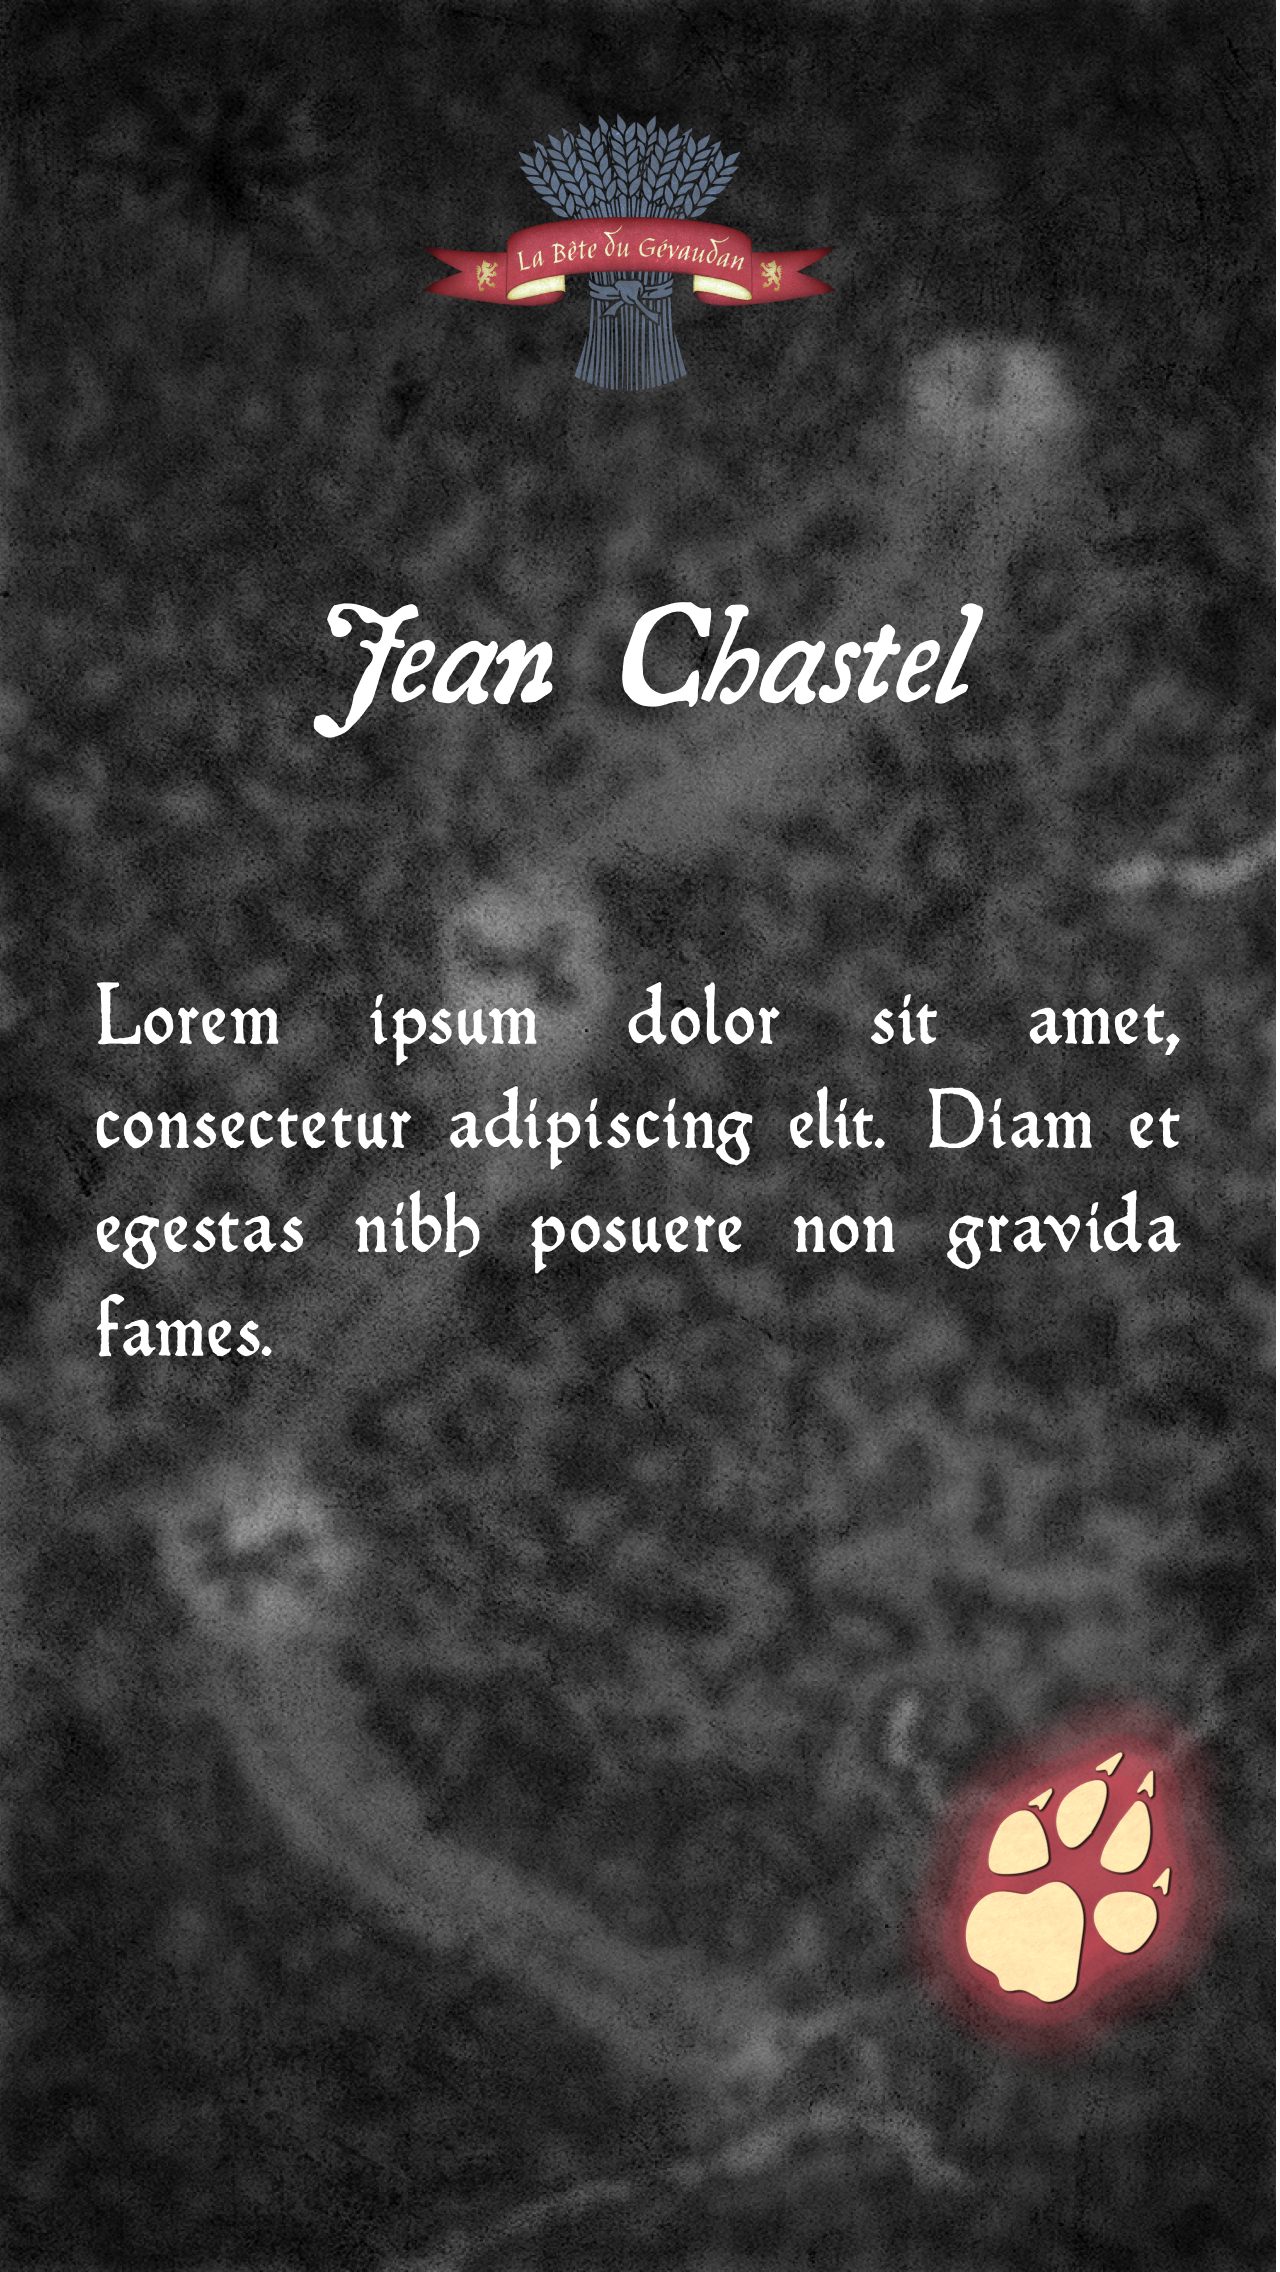 La Bête du Gévaudan
Jean Chastel
Lorem ipsum dolor sit amet,
consectetur adipiscing elit. Diam et
egestas nibh posuere non gravida
fames.